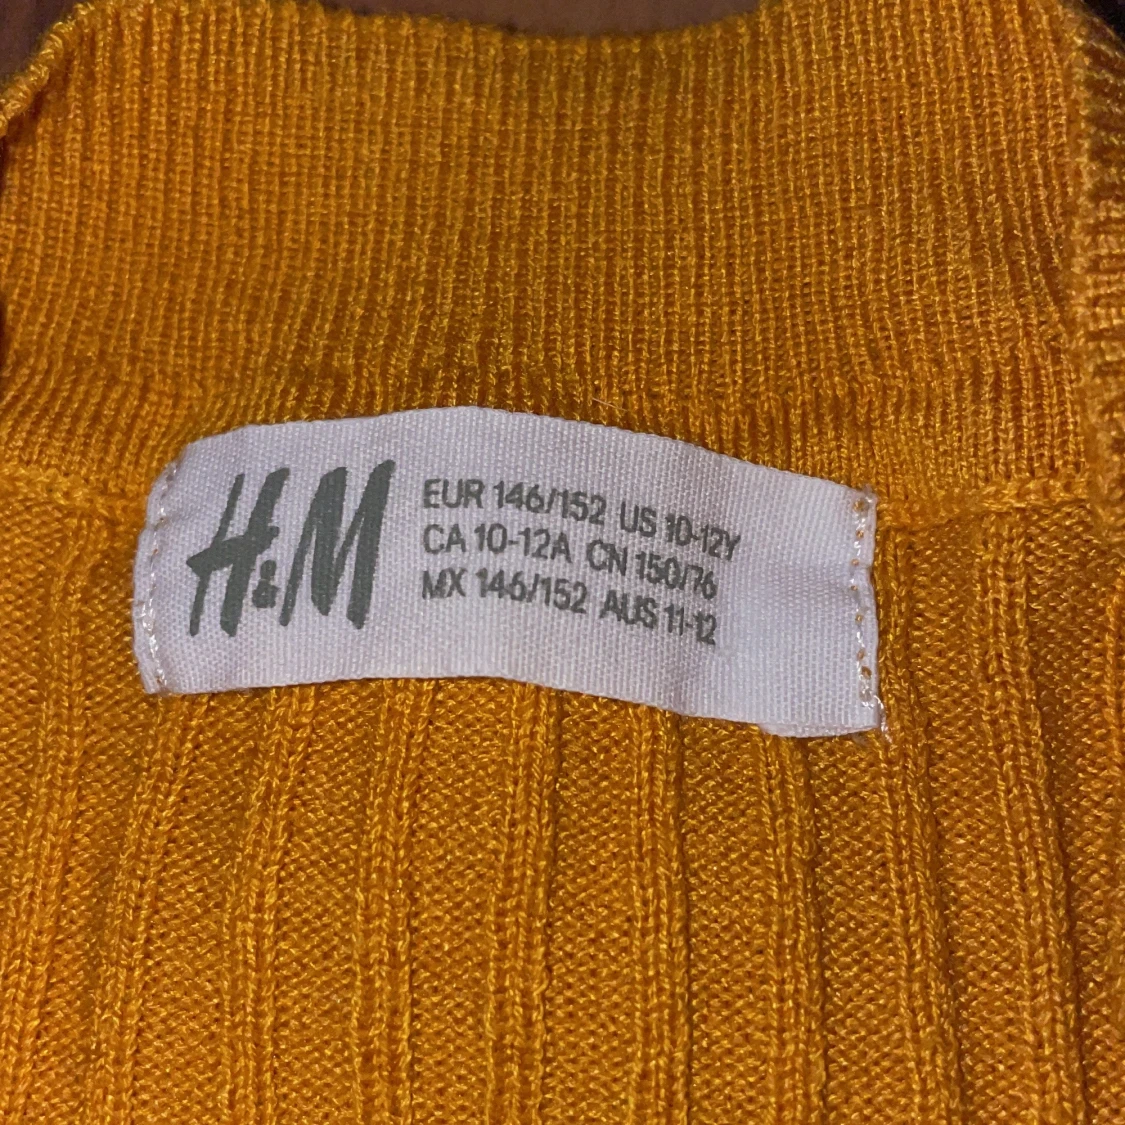 H&M
EUR 146/152 US 10-12Y
CA 10-12A CN 150/76
MX 146/152 AUS 11-12